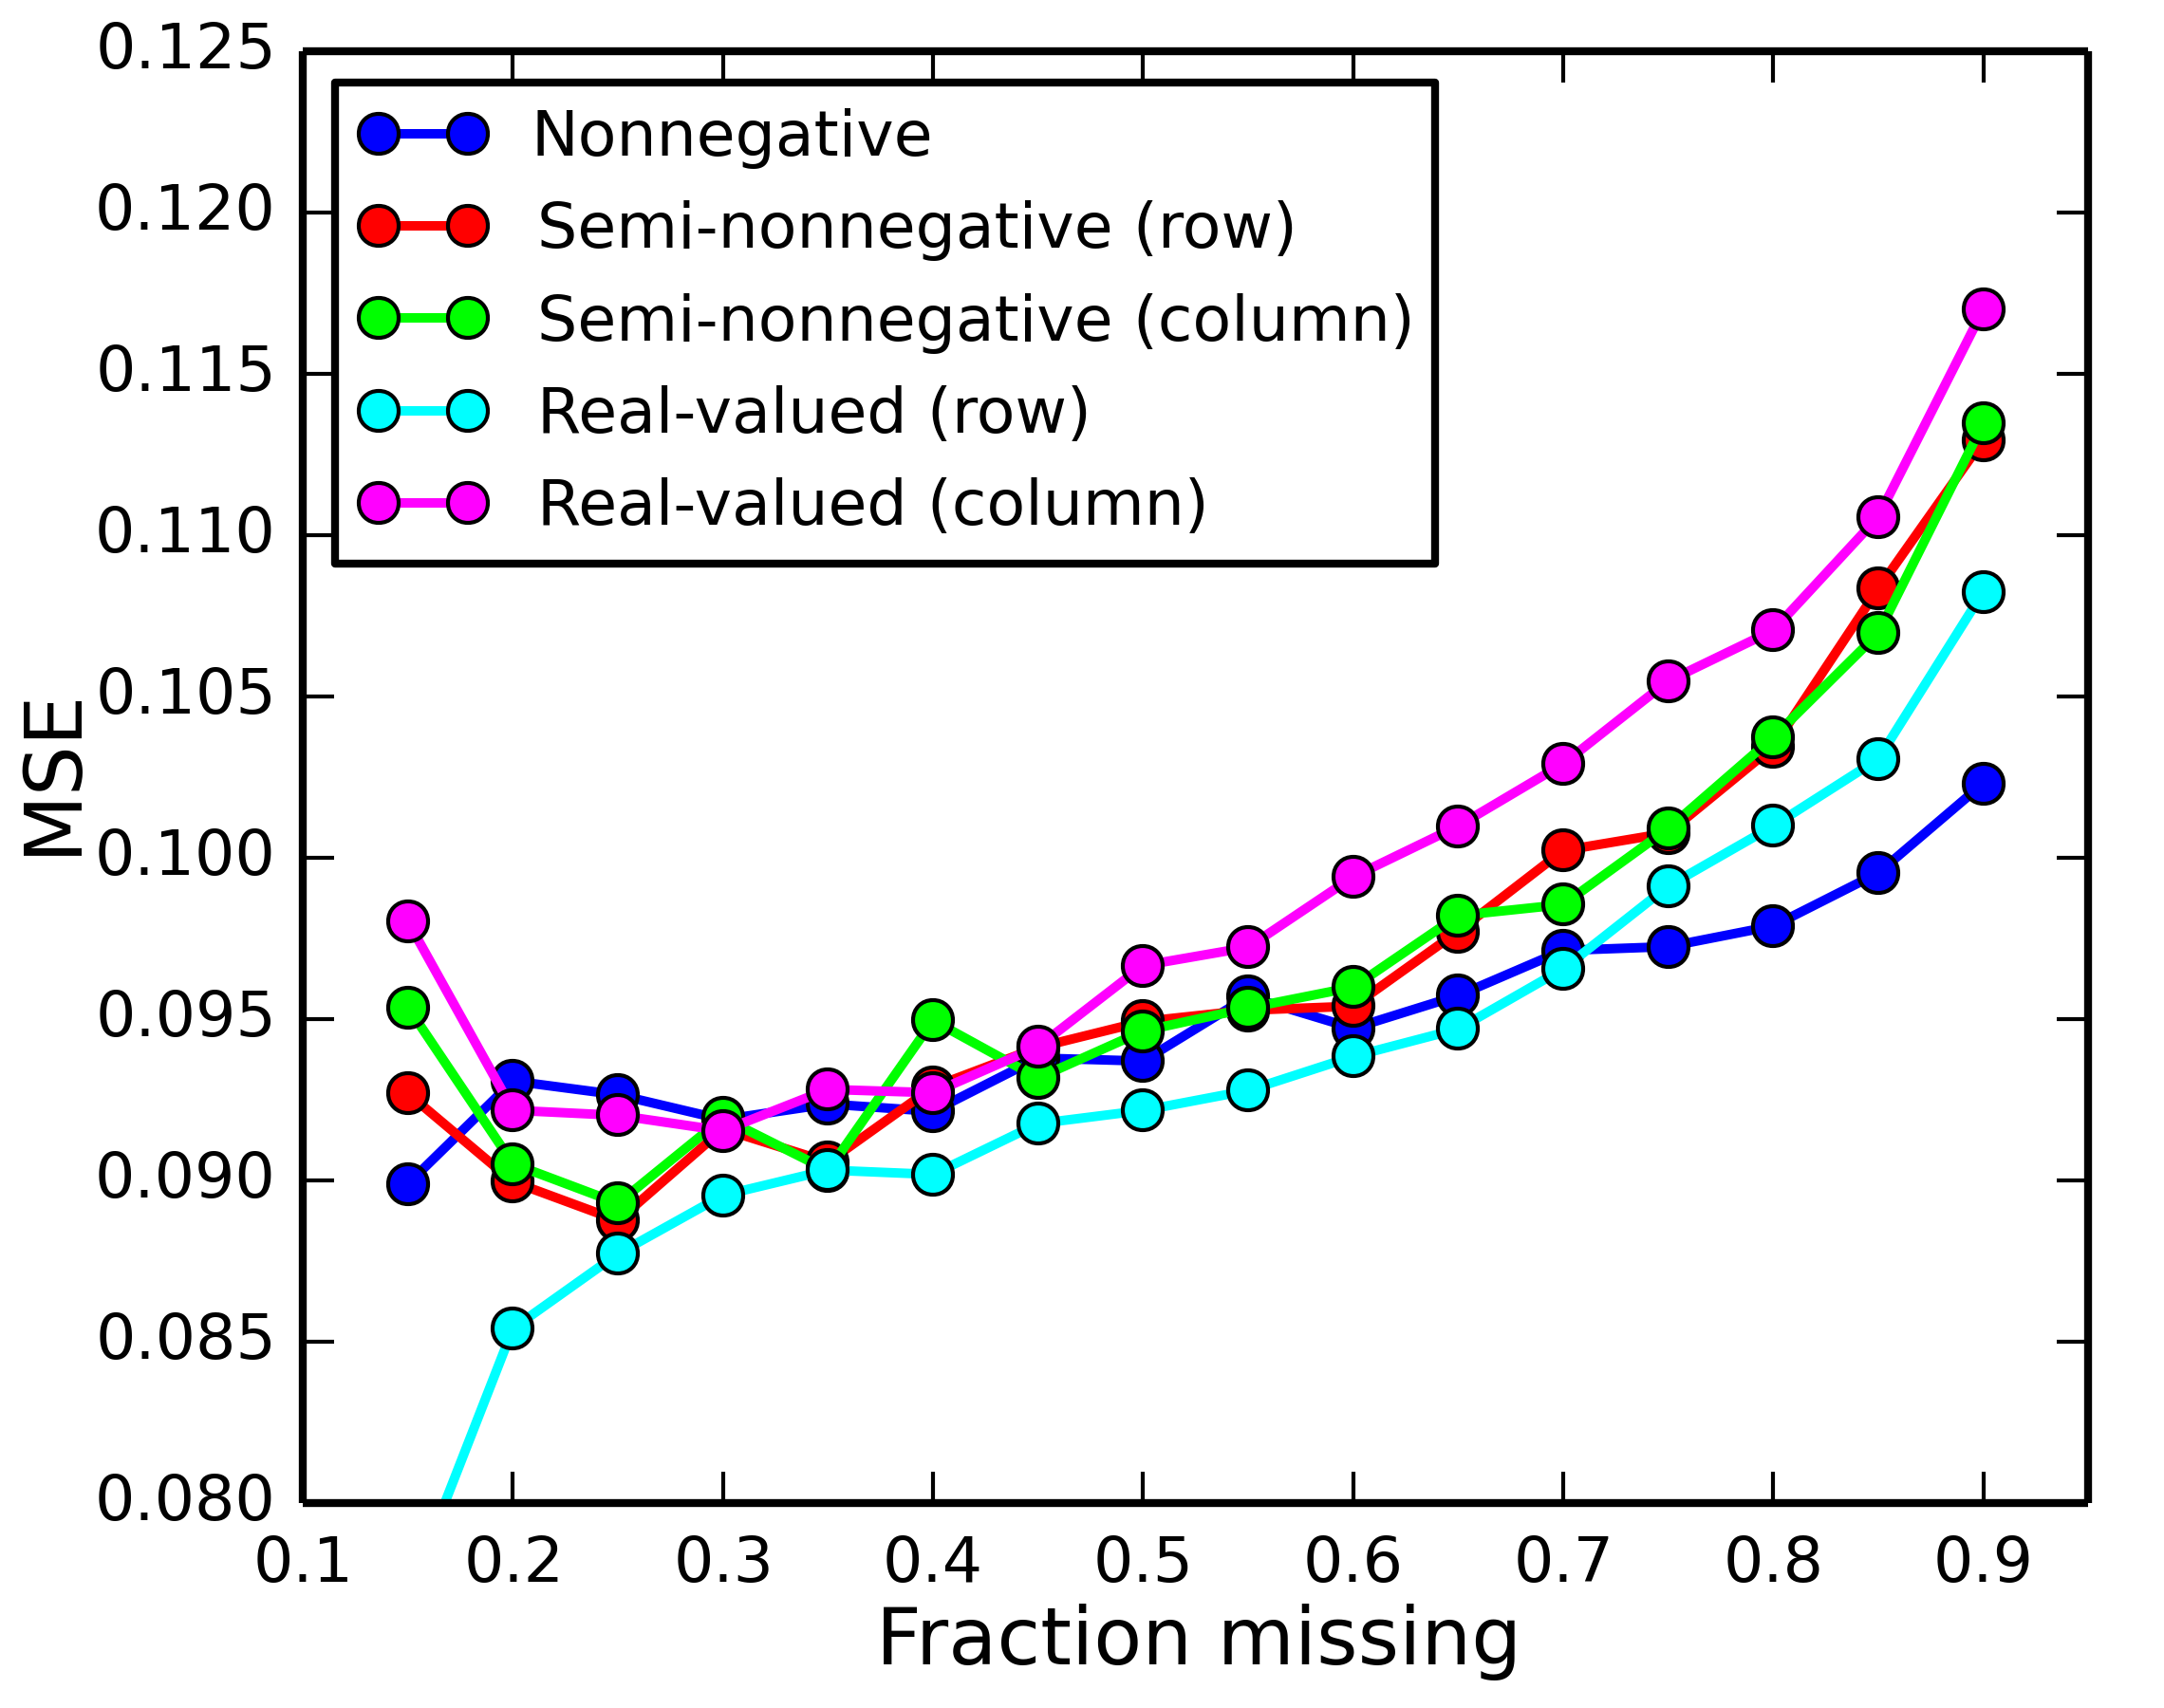 0.125
0.120
0.115
0.110
0.105
0.100
0.095
0.090
0.085
0.080
MSE
Nonnegative
Semi-nonnegative (row)
Semi-nonnegative (column)
Real-valued (row)
Real-valued (column)
0.1 0.2 0.3 0.4 0.5 0.6 0.7 0.8 0.9
Fraction missing